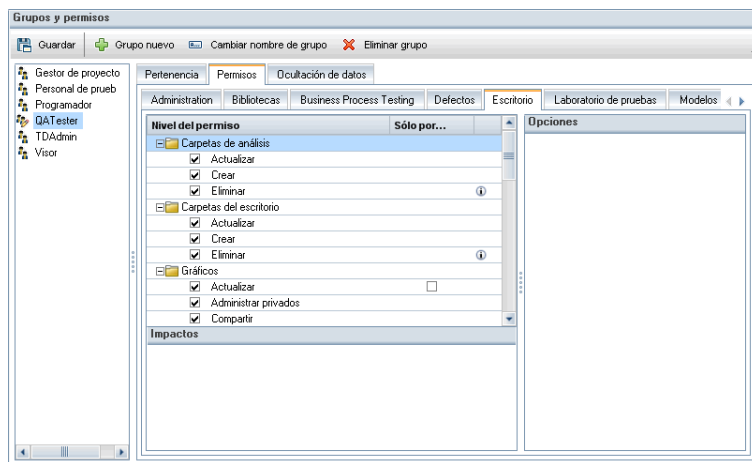 Grupos y permisos
Guardar Grupo nuevo Cambiar nombre de grupo Eliminar grupo
Gestor de proyecto
Personal de prueb
Programador
QATester
TDAdmin
Visor
Pertenencia Permisos Ocultación de datos
Administration Bibliotecas Business Process Testing Defectos Escritorio Laboratorio de pruebas Modelos
Nivel del permiso Sólo por...
Carpetas de análisis
Actualizar
Crear
Eliminar
Carpetas del escritorio
Actualizar
Crear
Eliminar
Gráficos
Actualizar
Administrar privados
Compartir
Impactos
Opciones